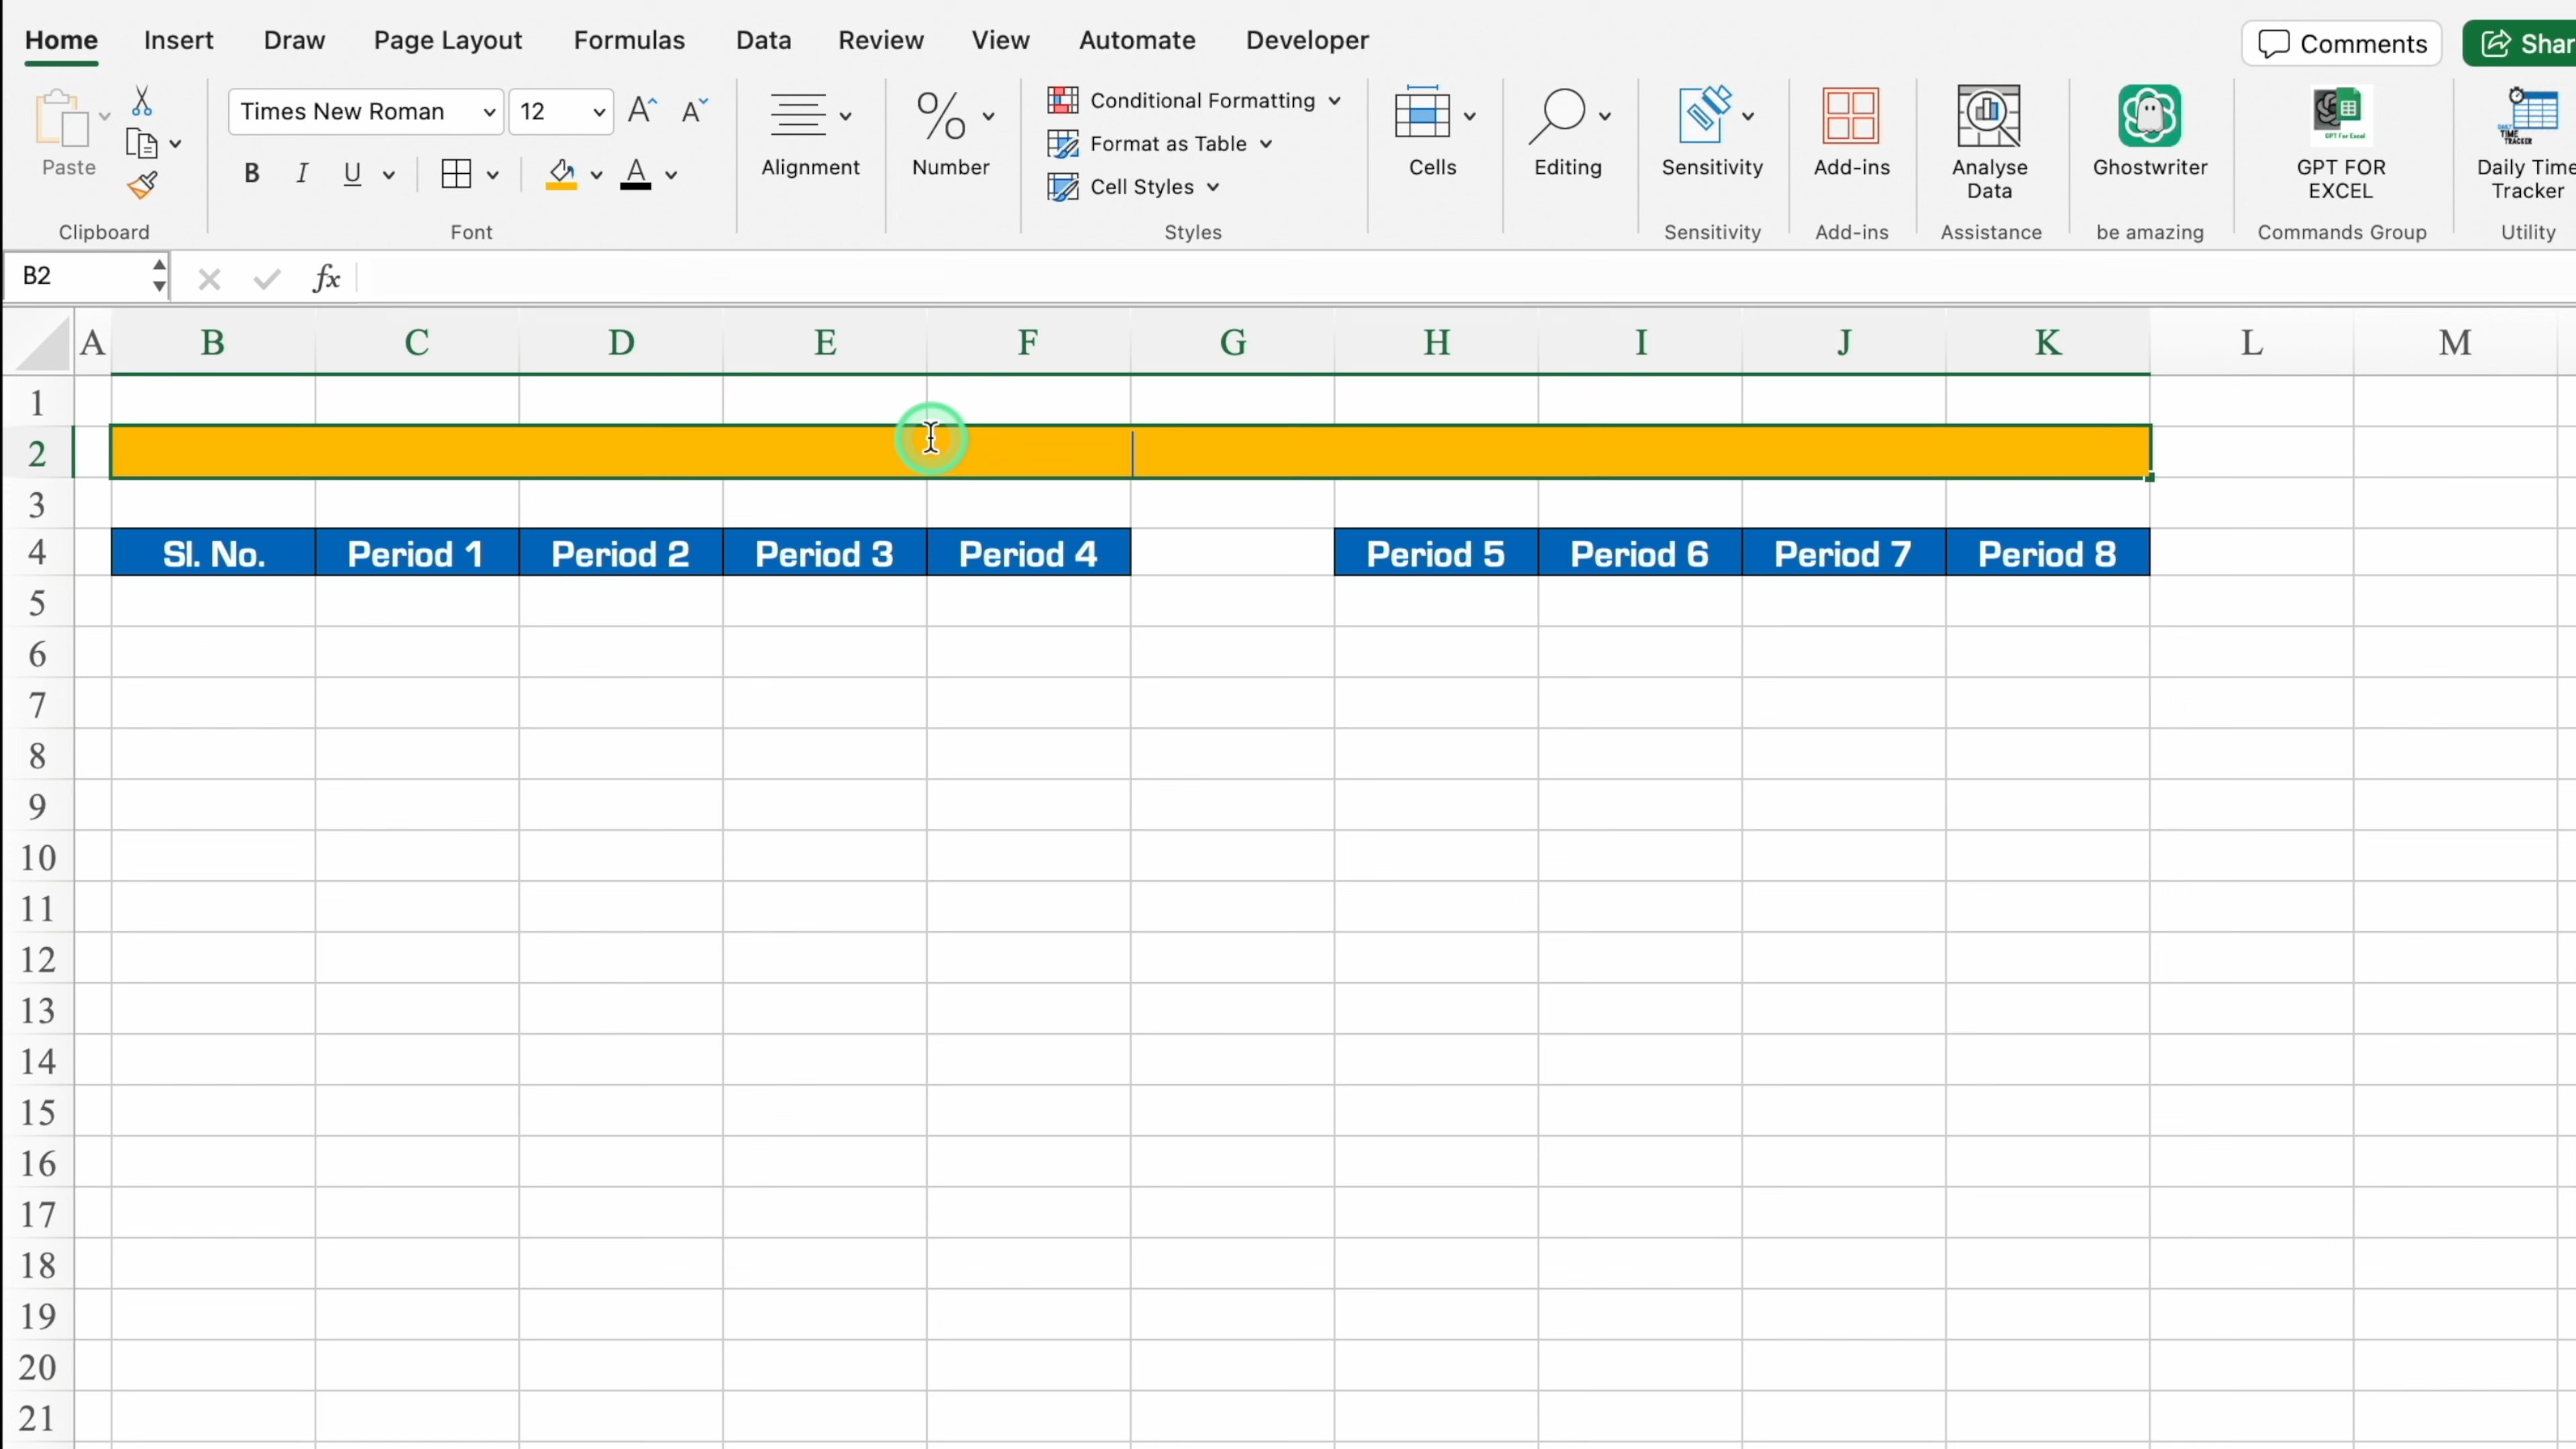 Home Insert Draw Page Layout Formulas Data Review View Automate Developer Comments Shar
Times New Roman 12
Conditional Formatting
Format as Table
Cell Styles
Paste Alignment Number Cells Editing Sensitivity Add-ins Analyse Data Ghostwriter GPT FOR EXCEL Daily Time Tracker
GPT For Excel
B I U A
Clipboard Font Styles Sensitivity Add-ins Assistance be amazing Commands Group Utility
B2 fx
A B C D E F G H I J K L M
1
2
3
4 Sl. No. Period 1 Period 2 Period 3 Period 4 Period 5 Period 6 Period 7 Period 8
5
6
7
8
9
10
11
12
13
14
15
16
17
18
19
20
21